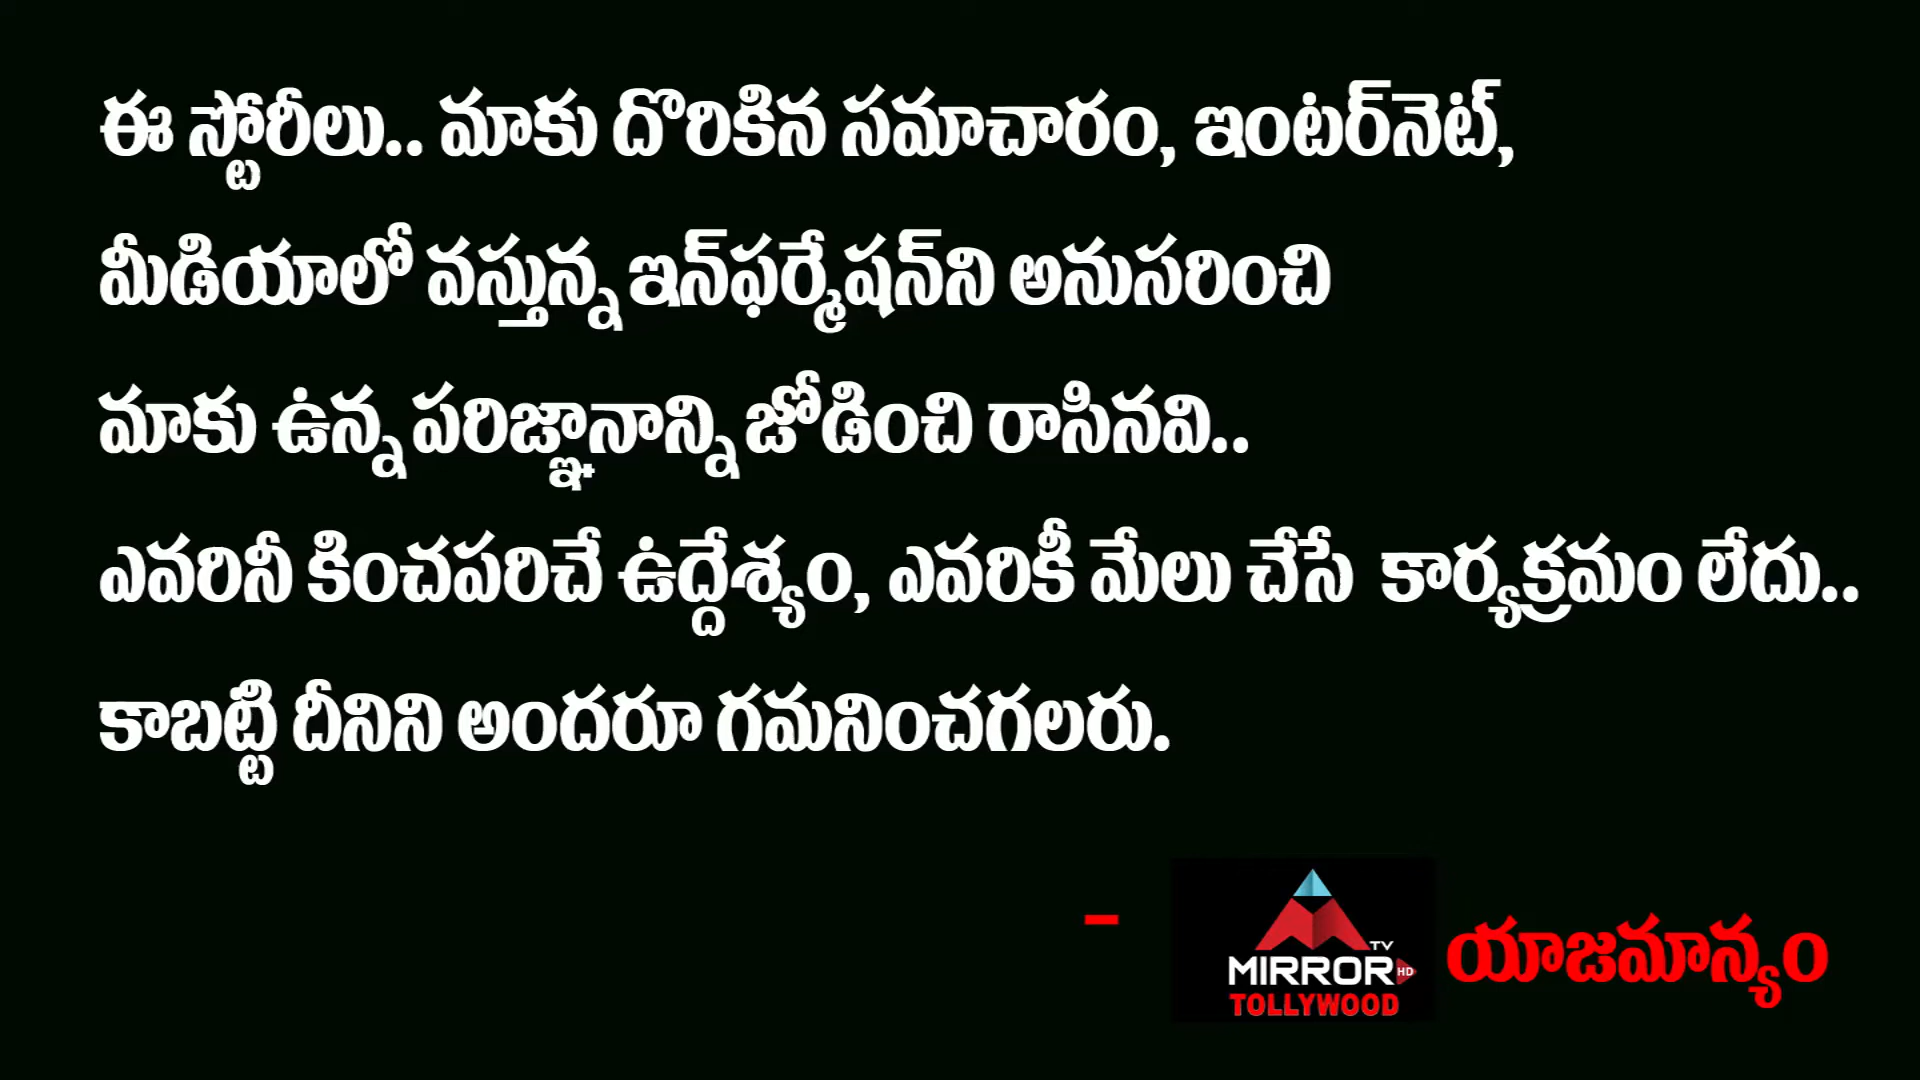 ఈ స్టోరీలు.. మాకు దొరికిన సమాచారం, ఇంటర్‌నెట్,
మీడియాలో వస్తున్న ఇన్‌ఫర్మేషన్‌ని అనుసరించి
మాకు ఉన్న పరిజ్ఞానాన్ని జోడించి రాసినవి..
ఎవరినీ కించపరిచే ఉద్దేశ్యం, ఎవరికీ మేలు చేసే కార్యక్రమం లేదు..
కాబట్టి దీనిని అందరూ గమనించగలరు.
- యాజమాన్యం
TV
MIRROR HD
TOLLYWOOD